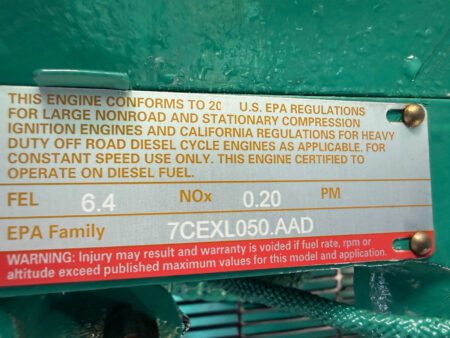 THIS ENGINE CONFORMS TO 20 U.S. EPA REGULATIONS
FOR LARGE NONROAD AND STATIONARY COMPRESSION
IGNITION ENGINES AND CALIFORNIA REGULATIONS FOR HEAVY
DUTY OFF ROAD DIESEL CYCLE ENGINES AS APPLICABLE. FOR
CONSTANT SPEED USE ONLY. THIS ENGINE CERTIFIED TO
OPERATE ON DIESEL FUEL.
FEL 6.4 NOx 0.20 PM
EPA Family 7CEXL050.AAD
WARNING: Injury may result and warranty is voided if fuel rate, rpm or
altitude exceed published maximum values for this model and application.